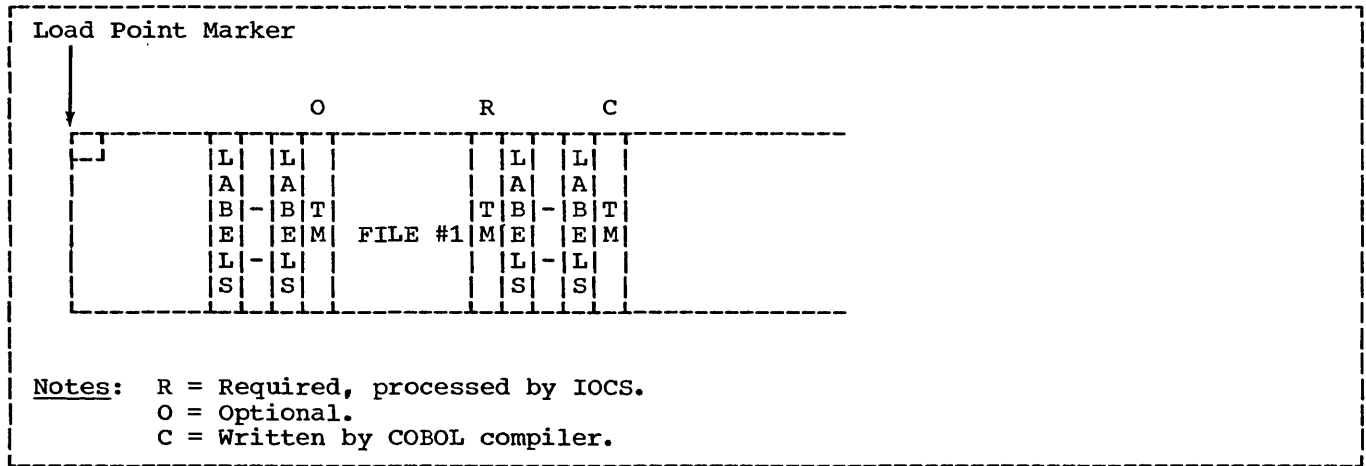 Load Point Marker
O R C
L L L L
A A A A
B - B T T B - B T
E E M FILE #1 M E E M
L - L L - L
S S S S
Notes: R = Required, processed by IOCS.
O = Optional.
C = Written by COBOL compiler.